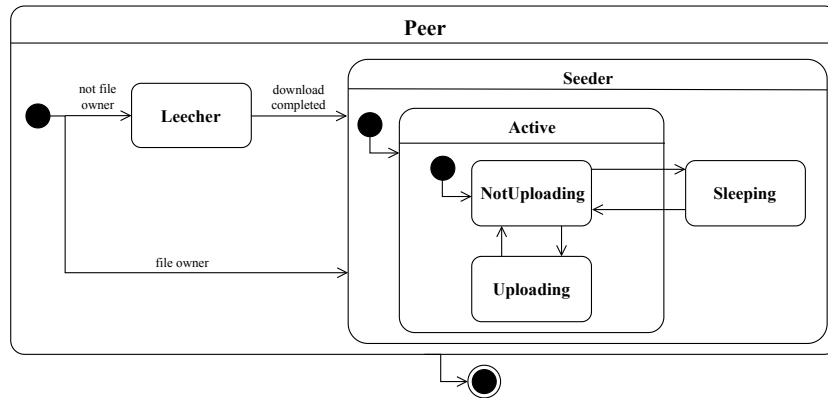 Peer
Seeder
not file
owner
download
completed
Leecher
Active
NotUploading
Sleeping
file owner
Uploading